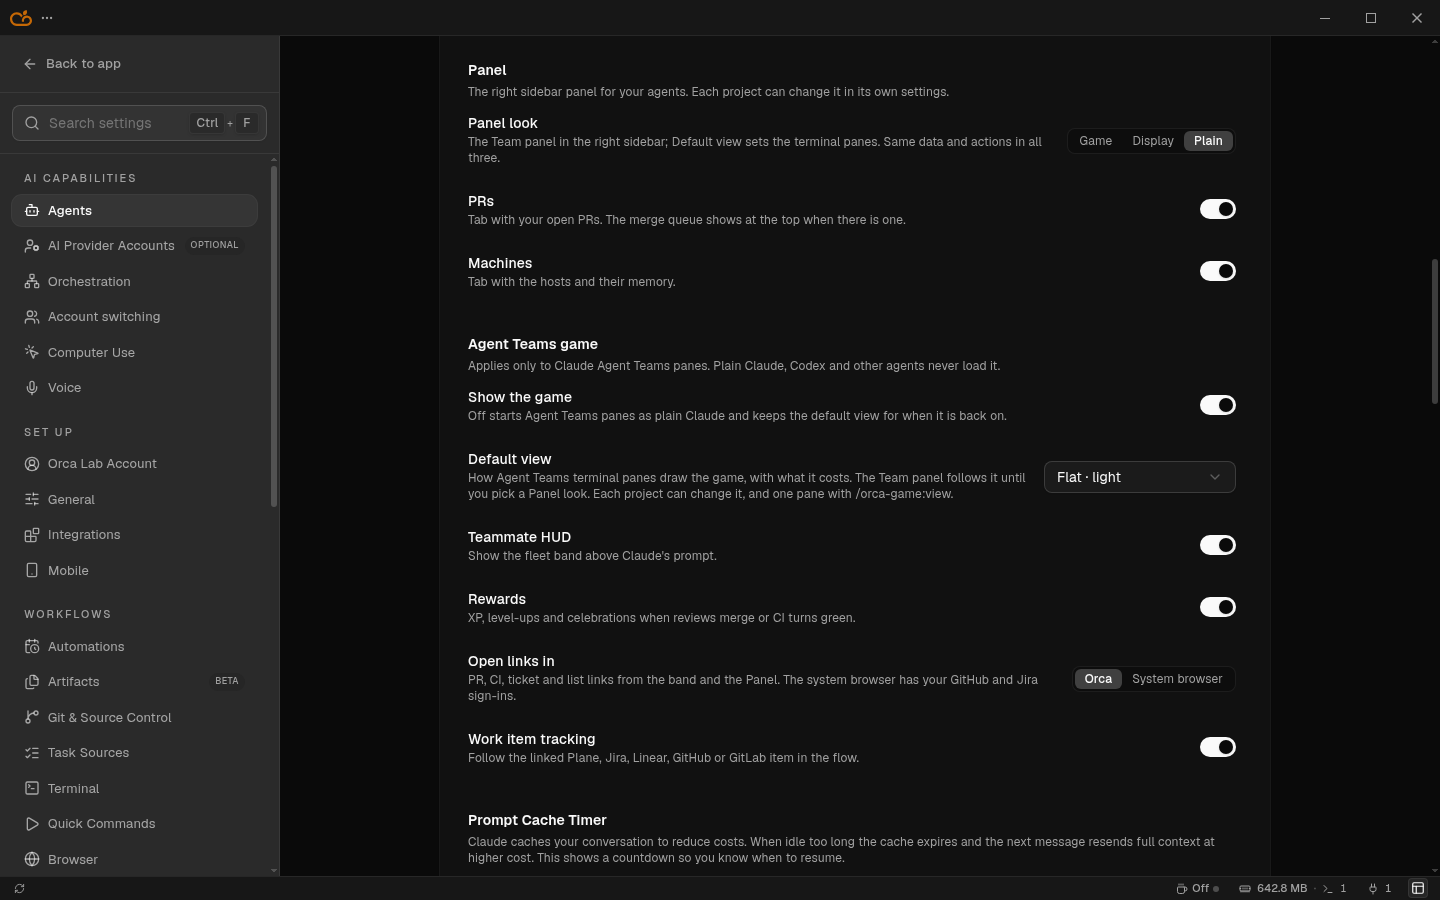 Back to app
Search settings
Ctrl + F
AI CAPABILITIES
Agents
AI Provider Accounts OPTIONAL
Orchestration
Account switching
Computer Use
Voice
SET UP
Orca Lab Account
General
Integrations
Mobile
WORKFLOWS
Automations
Artifacts BETA
Git & Source Control
Task Sources
Terminal
Quick Commands
Browser
Panel
The right sidebar panel for your agents. Each project can change it in its own settings.
Panel look
The Team panel in the right sidebar; Default view sets the terminal panes. Same data and actions in all
three.
Game Display Plain
PRs
Tab with your open PRs. The merge queue shows at the top when there is one.
Machines
Tab with the hosts and their memory.
Agent Teams game
Applies only to Claude Agent Teams panes. Plain Claude, Codex and other agents never load it.
Show the game
Off starts Agent Teams panes as plain Claude and keeps the default view for when it is back on.
Default view
How Agent Teams terminal panes draw the game, with what it costs. The Team panel follows it until
you pick a Panel look. Each project can change it, and one pane with /orca-game:view.
Flat · light
Teammate HUD
Show the fleet band above Claude's prompt.
Rewards
XP, level-ups and celebrations when reviews merge or CI turns green.
Open links in
PR, CI, ticket and list links from the band and the Panel. The system browser has your GitHub and Jira
sign-ins.
Orca System browser
Work item tracking
Follow the linked Plane, Jira, Linear, GitHub or GitLab item in the flow.
Prompt Cache Timer
Claude caches your conversation to reduce costs. When idle too long the cache expires and the next message resends full context at
higher cost. This shows a countdown so you know when to resume.
Off 642.8 MB · 1 1